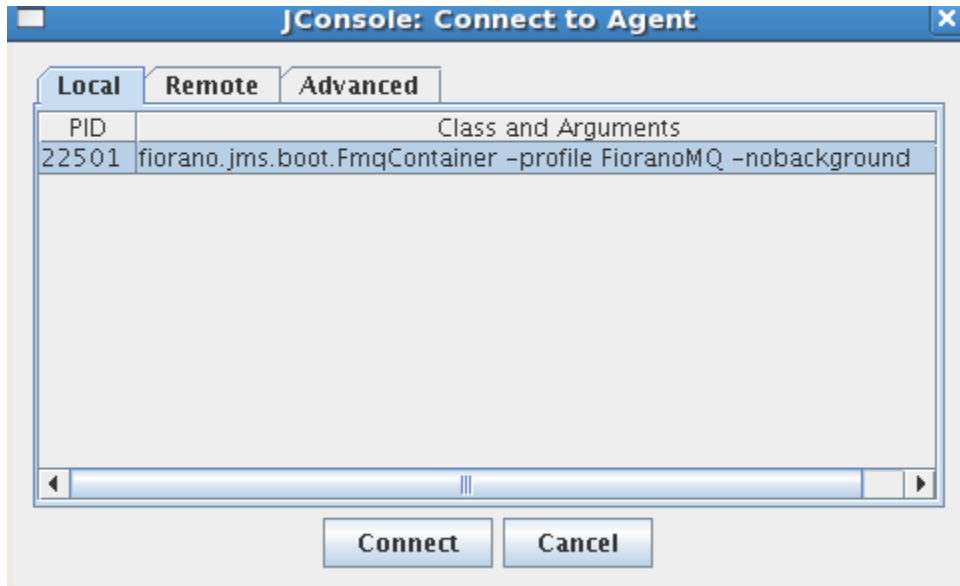 JConsole: Connect to Agent
Local Remote Advanced
PID Class and Arguments
22501 fiorano.jms.boot.FmqContainer -profile FioranoMQ -nobackground
Connect Cancel